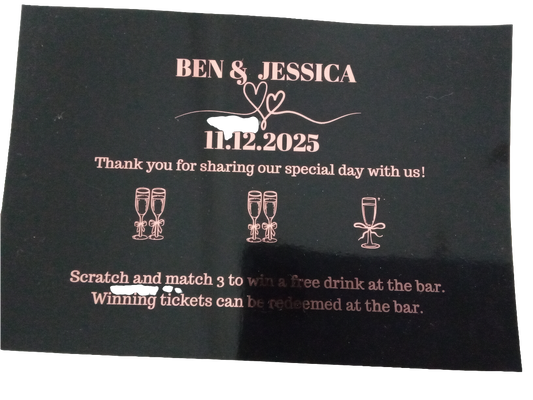 BEN & JESSICA
11.12.2025
Thank you for sharing our special day with us!
Scratch and match 3 to win a free drink at the bar.
Winning tickets can be redeemed at the bar.